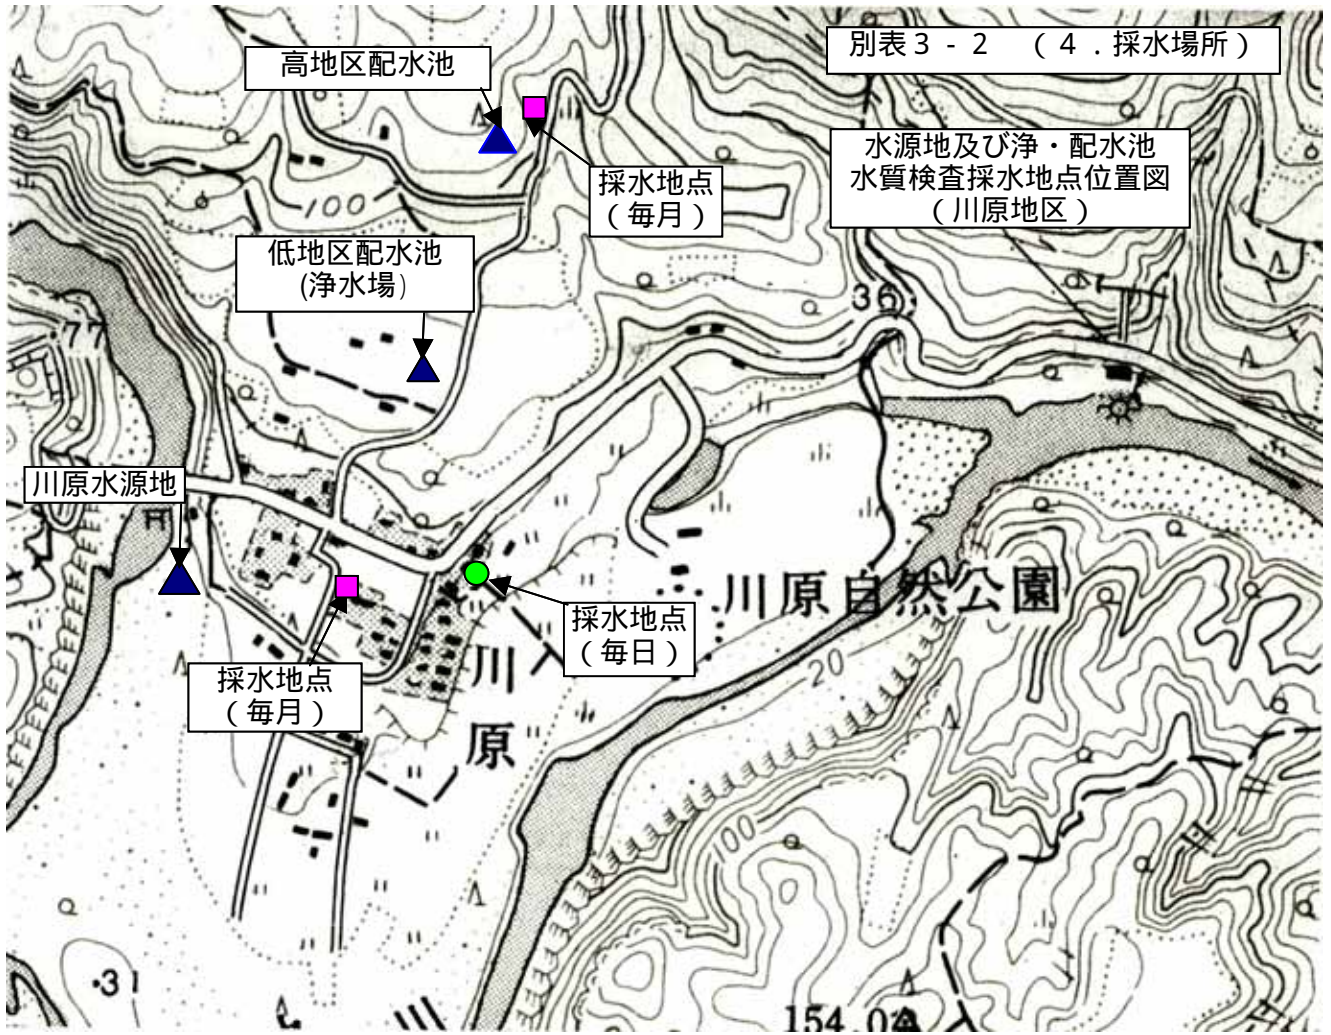 別表３-２　（４．採水場所）
高地区配水池
水源地及び浄・配水池
水質検査採水地点位置図
（川原地区）
採水地点
（毎月）
100
低地区配水池
(浄水場)
36
・77
川原水源地
川原自然公園
採水地点
（毎日）
採水地点
（毎月）
20
川原
100
・31
154.0